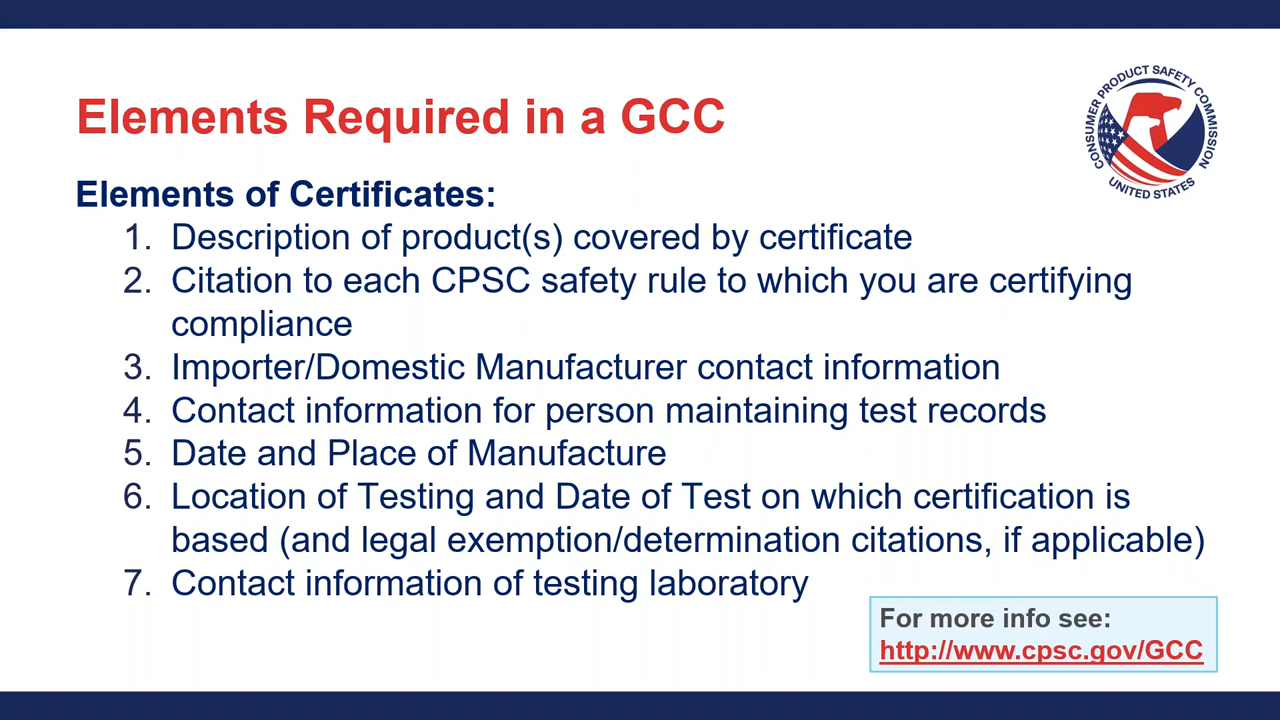 Elements Required in a GCC
CONSUMER PRODUCT SAFETY COMMISSION
UNITED STATES
Elements of Certificates:
1. Description of product(s) covered by certificate
2. Citation to each CPSC safety rule to which you are certifying
compliance
3. Importer/Domestic Manufacturer contact information
4. Contact information for person maintaining test records
5. Date and Place of Manufacture
6. Location of Testing and Date of Test on which certification is
based (and legal exemption/determination citations, if applicable)
7. Contact information of testing laboratory
For more info see:
http://www.cpsc.gov/GCC